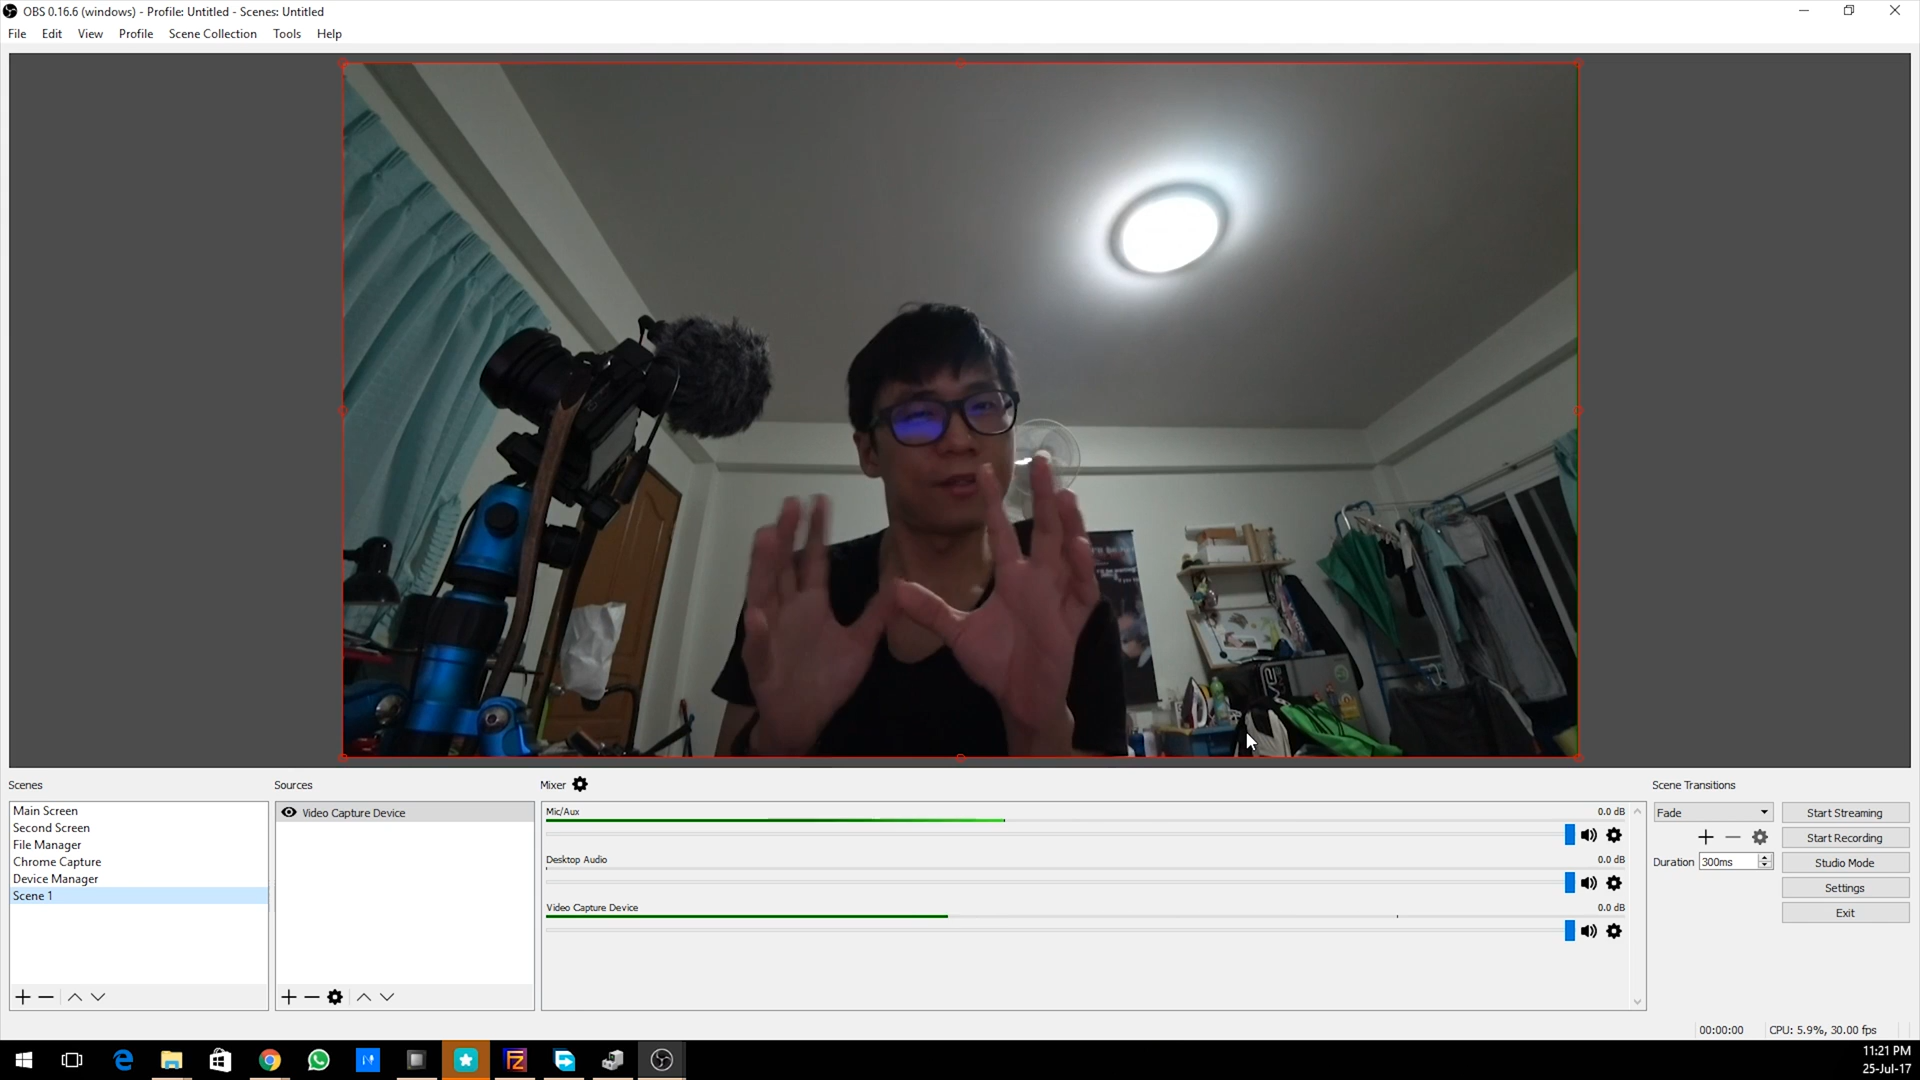 OBS 0.16.6 (windows) - Profile: Untitled - Scenes: Untitled
File Edit View Profile Scene Collection Tools Help
Scenes
Main Screen
Second Screen
File Manager
Chrome Capture
Device Manager
Scene 1
Sources
Video Capture Device
Mixer
Mic/Aux 0.0 dB
Desktop Audio 0.0 dB
Video Capture Device 0.0 dB
Scene Transitions
Fade
Duration 300ms
Start Streaming
Start Recording
Studio Mode
Settings
Exit
00:00:00 CPU: 5.9%, 30.00 fps
11:21 PM
25-Jul-17